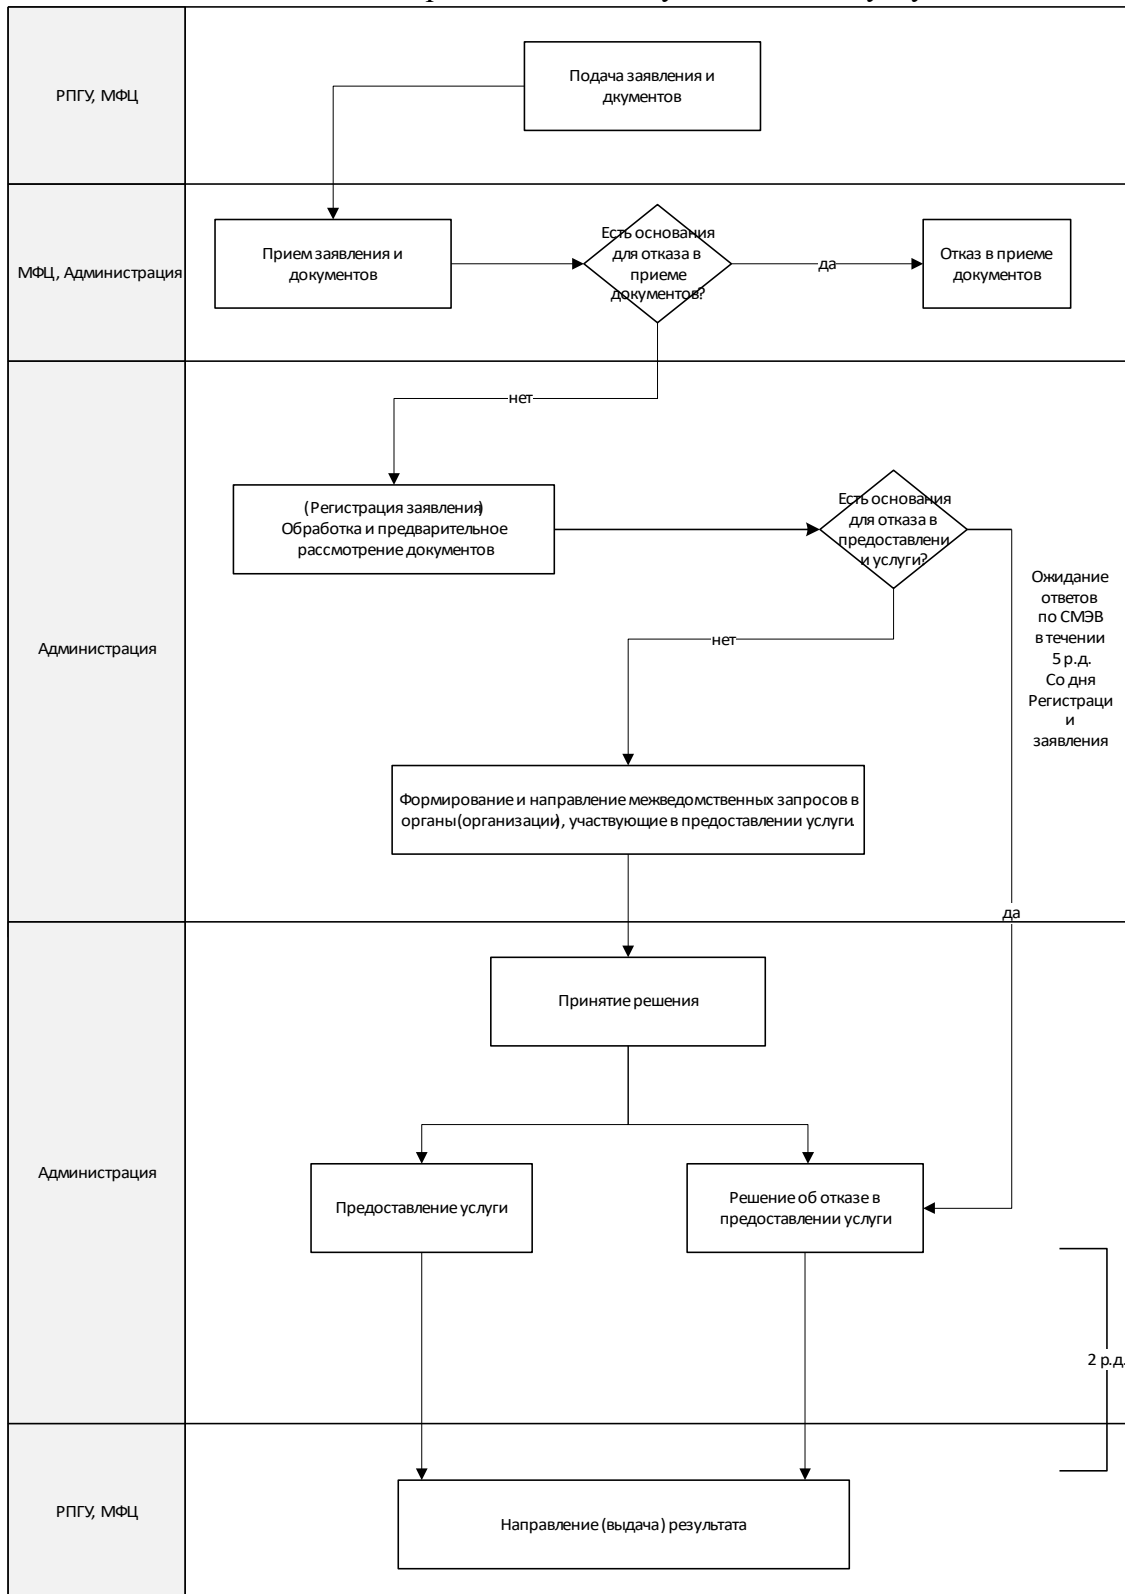 РПГУ, МФЦ
Подача заявления и
дкументов
МФЦ, Администрация
Прием заявления и
документов
Есть основания
для отказа в
приеме
документов?
да
Отказ в приеме
документов
нет
Администрация
(Регистрация заявления)
Обработка и предварительное
рассмотрение документов
Есть основания
для отказа в
предоставлени
и услуги?
Ожидание
ответов
по СМЭВ
в течении
5 р.д.
Со дня
Регистраци
и
заявления
нет
Формирование и направление межведомственных запросов в
органы(организации), участвующие в предоставлении услуги.
да
Администрация
Принятие решения
Предоставление услуги
Решение об отказе в
предоставлении услуги
2 р.д.
РПГУ, МФЦ
Направление (выдача) результата